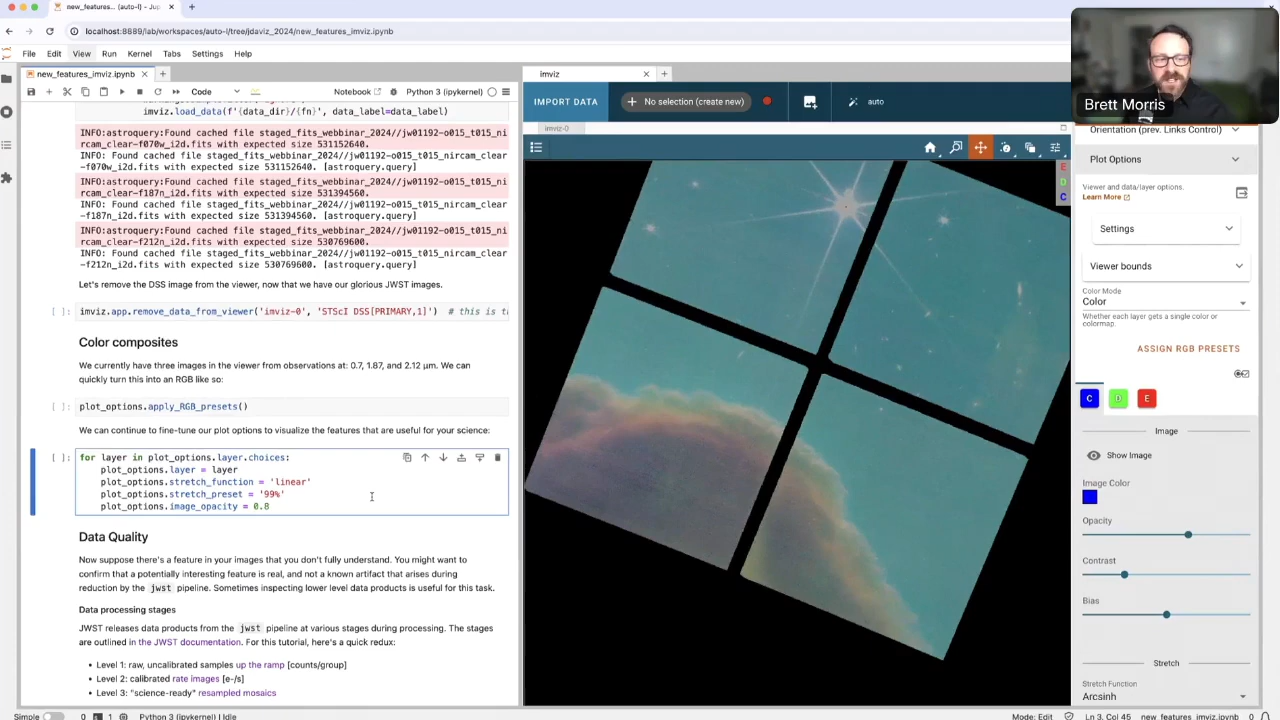 new_features... (auto-l) - Jup
localhost:8889/lab/workspaces/auto-l/tree/jdaviz_2024/new_features_imviz.ipynb
File Edit View Run Kernel Tabs Settings Help
new_features_imviz.ipynb
Code
Notebook
Python 3 (ipykernel)
imviz.load_data(f'{data_dir}/{fn}', data_label=data_label)
INFO:astroquery:Found cached file staged_fits_webbinar_2024//jw01192-o015_t015_ni
rcam_clear-f070w_i2d.fits with expected size 531152640.
INFO: Found cached file staged_fits_webbinar_2024//jw01192-o015_t015_nircam_clear
-f070w_i2d.fits with expected size 531152640. [astroquery.query]
INFO:astroquery:Found cached file staged_fits_webbinar_2024//jw01192-o015_t015_ni
rcam_clear-f187n_i2d.fits with expected size 531394560.
INFO: Found cached file staged_fits_webbinar_2024//jw01192-o015_t015_nircam_clear
-f187n_i2d.fits with expected size 531394560. [astroquery.query]
INFO:astroquery:Found cached file staged_fits_webbinar_2024//jw01192-o015_t015_ni
rcam_clear-f212n_i2d.fits with expected size 530769600.
INFO: Found cached file staged_fits_webbinar_2024//jw01192-o015_t015_nircam_clear
-f212n_i2d.fits with expected size 530769600. [astroquery.query]
Let's remove the DSS image from the viewer, now that we have our glorious JWST images.
[ ]: imviz.app.remove_data_from_viewer('imviz-0', 'STScI DSS[PRIMARY,1]') # this is t
Color composites
We currently have three images in the viewer from observations at: 0.7, 1.87, and 2.12 μm. We can
quickly turn this into an RGB like so:
[ ]: plot_options.apply_RGB_presets()
We can continue to fine-tune our plot options to visualize the features that are useful for your science:
[ ]: for layer in plot_options.layer.choices:
plot_options.layer = layer
plot_options.stretch_function = 'linear'
plot_options.stretch_preset = '99%'
plot_options.image_opacity = 0.8
Data Quality
Now suppose there's a feature in your images that you don't fully understand. You might want to
confirm that a potentially interesting feature is real, and not a known artifact that arises during
reduction by the jwst pipeline. Sometimes inspecting lower level data products is useful for this task.
Data processing stages
JWST releases data products from the jwst pipeline at various stages during processing. The stages
are outlined in the JWST documentation. For this tutorial, here's a quick redux:
• Level 1: raw, uncalibrated samples up the ramp [counts/group]
• Level 2: calibrated rate images [e-/s]
• Level 3: "science-ready" resampled mosaics
imviz
IMPORT DATA
No selection (create new)
auto
imviz-0
E
D
C
Brett Morris
Orientation (prev. Links Control)
Plot Options
Viewer and data/layer options.
Learn More
Settings
Viewer bounds
Color Mode
Color
Whether each layer gets a single color or
colormap.
ASSIGN RGB PRESETS
C D E
Image
Show Image
Image Color
Opacity
Contrast
Bias
Stretch
Stretch Function
Arcsinh
Simple 0 1 Python 3 (ipykernel) | Idle
Mode: Edit Ln 3, Col 45 new_features_imviz.ipynb 0